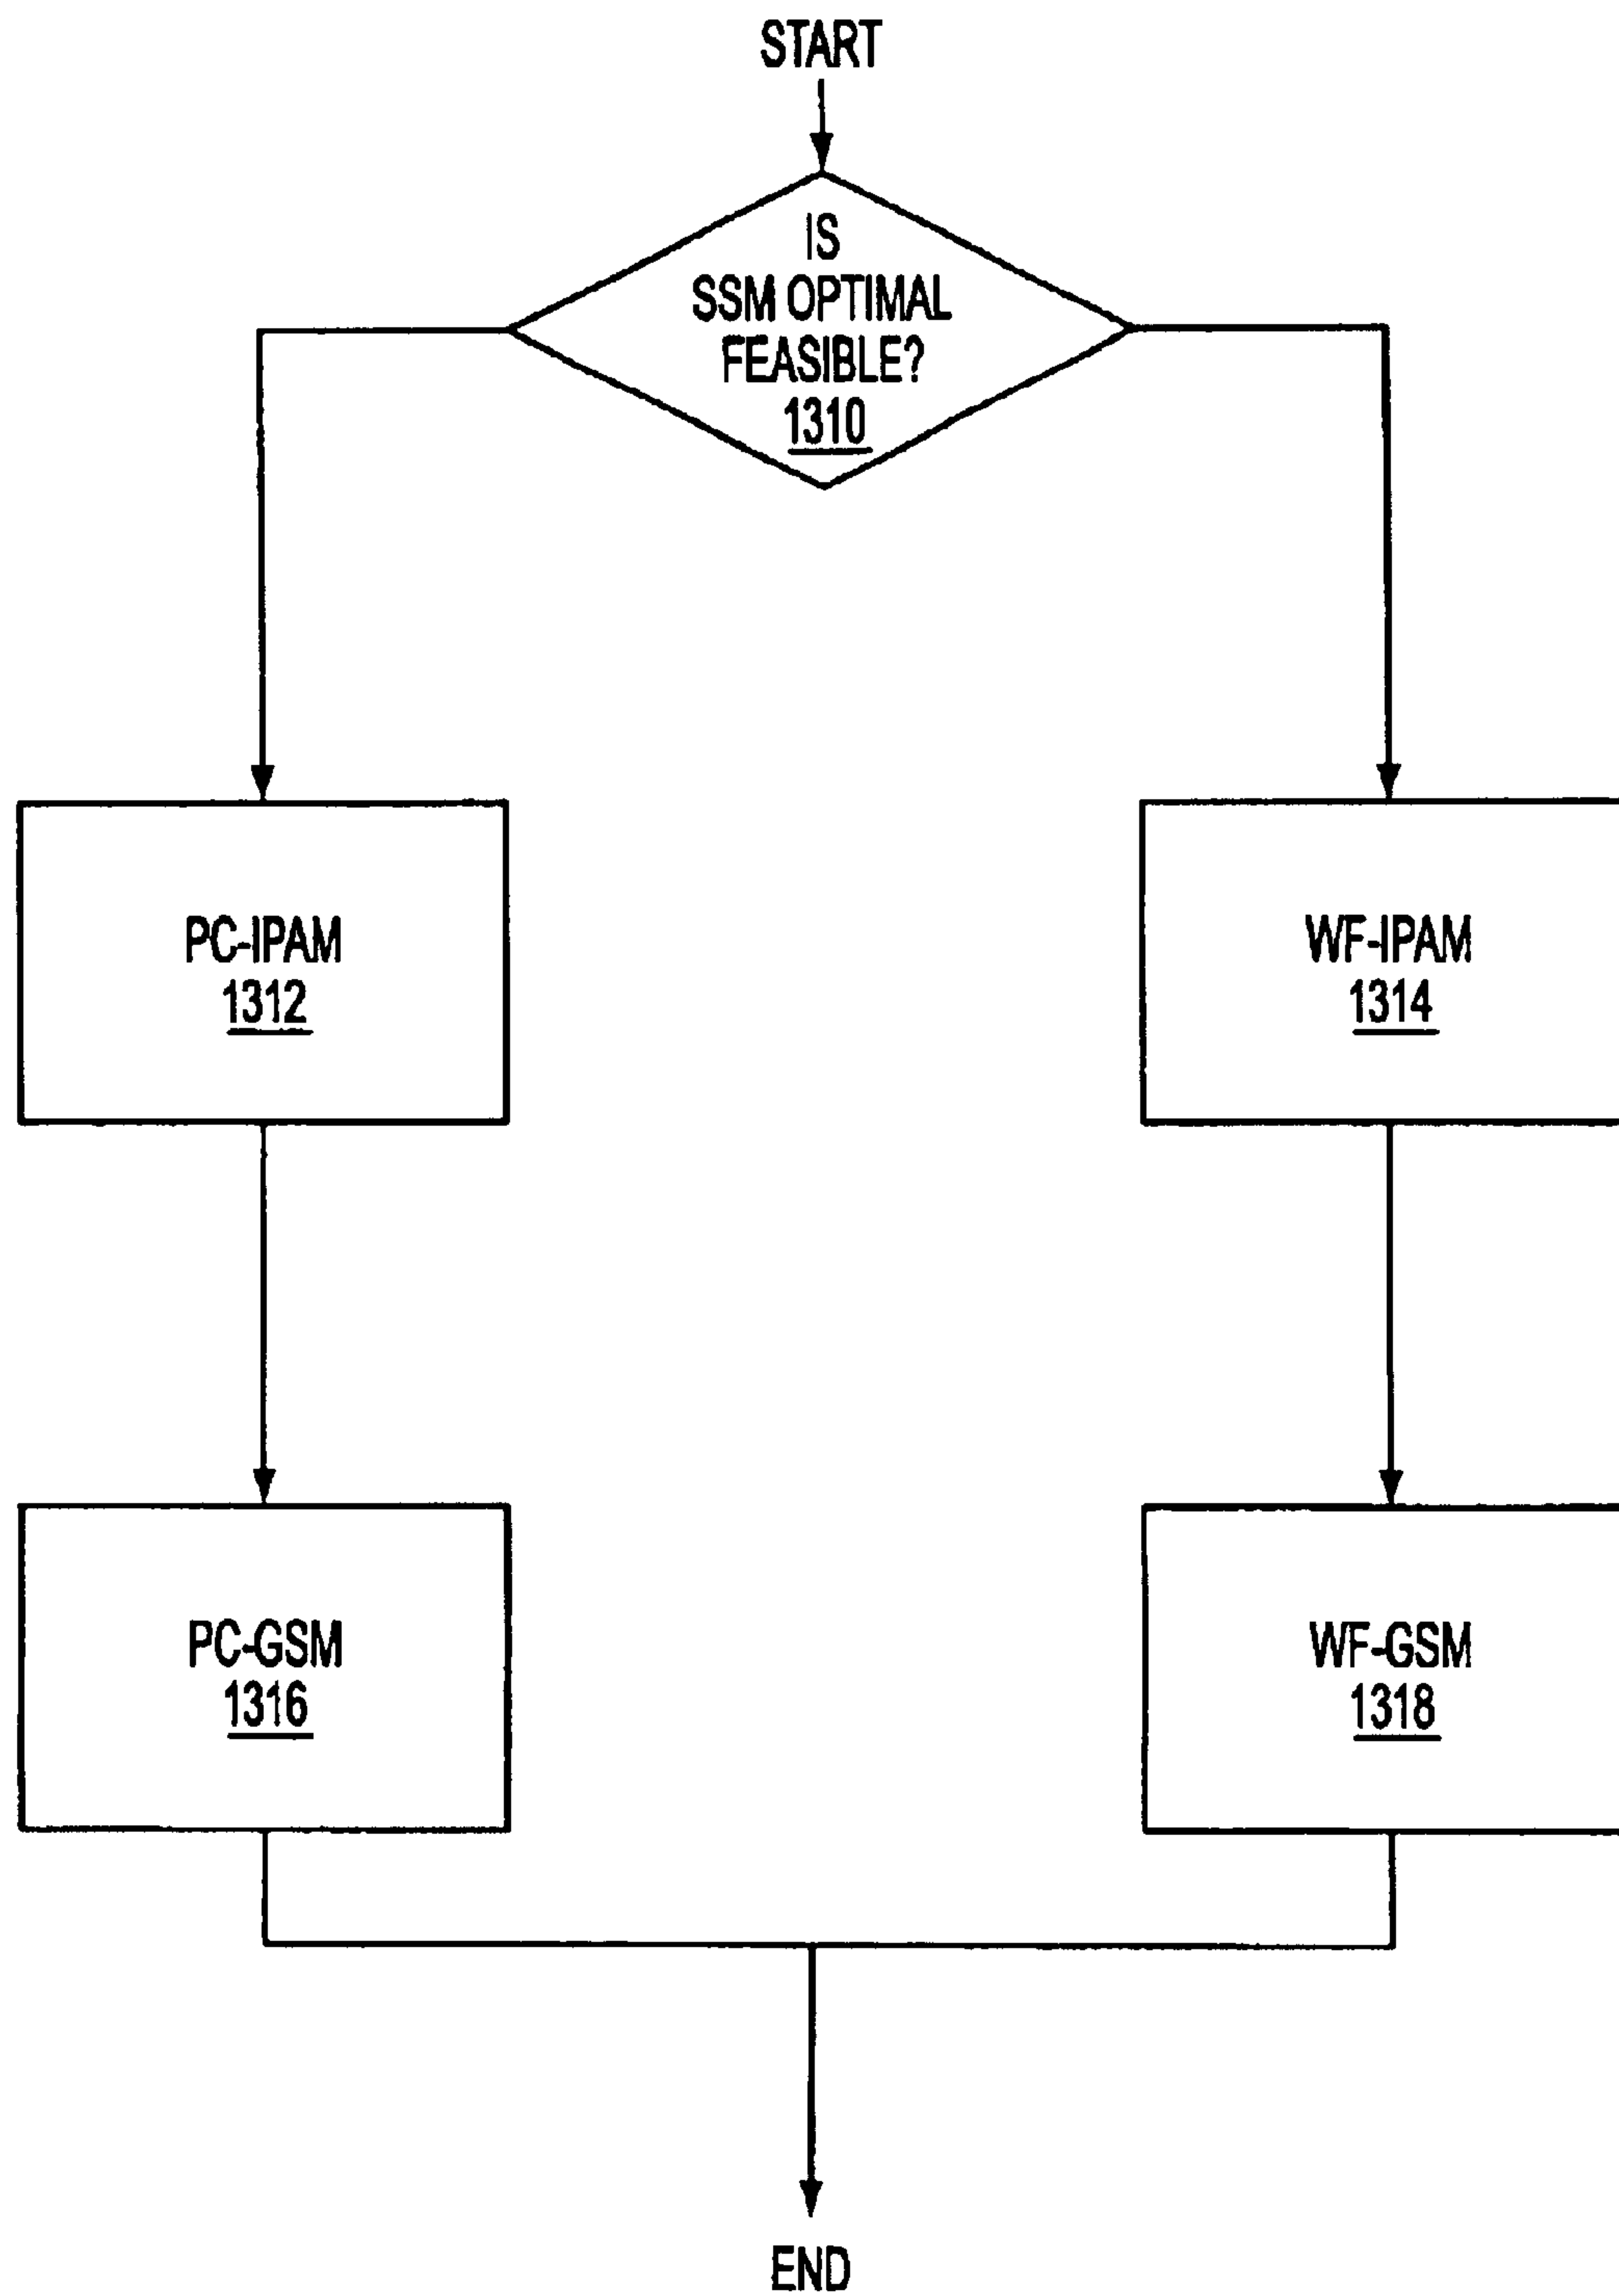 START
IS
SSM OPTIMAL
FEASIBLE?
1310
PC-IPAM
1312
WF-IPAM
1314
PC-GSM
1316
WF-GSM
1318
END